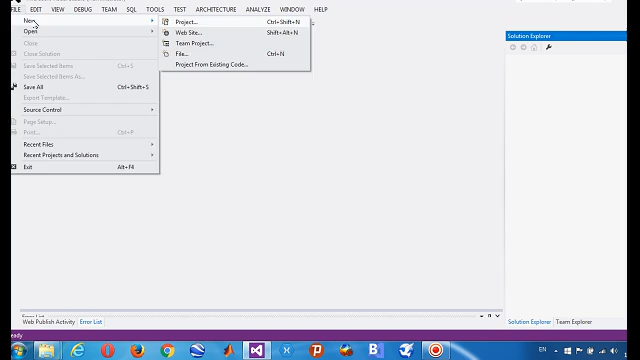 FILE EDIT VIEW DEBUG TEAM SQL TOOLS TEST ARCHITECTURE ANALYZE WINDOW HELP
New
Open
Close
Close Solution
Save Selected Items Ctrl+S
Save Selected Items As...
Save All Ctrl+Shift+S
Export Template...
Source Control
Page Setup...
Print... Ctrl+P
Recent Files
Recent Projects and Solutions
Exit Alt+F4
Project... Ctrl+Shift+N
Web Site... Shift+Alt+N
Team Project...
File... Ctrl+N
Project From Existing Code...
Solution Explorer
Error List
Web Publish Activity Error List
Solution Explorer Team Explorer
Ready
EN